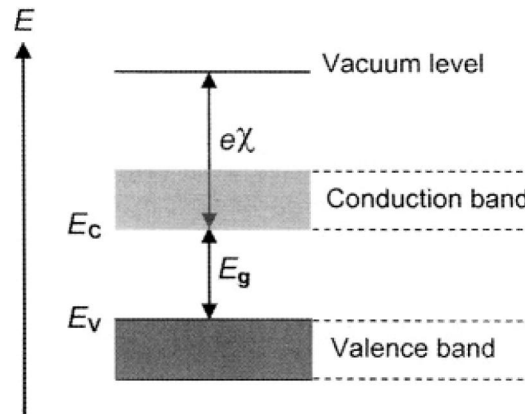 E
Vacuum level
eχ
Conduction band
E_C
E_g
E_V
Valence band